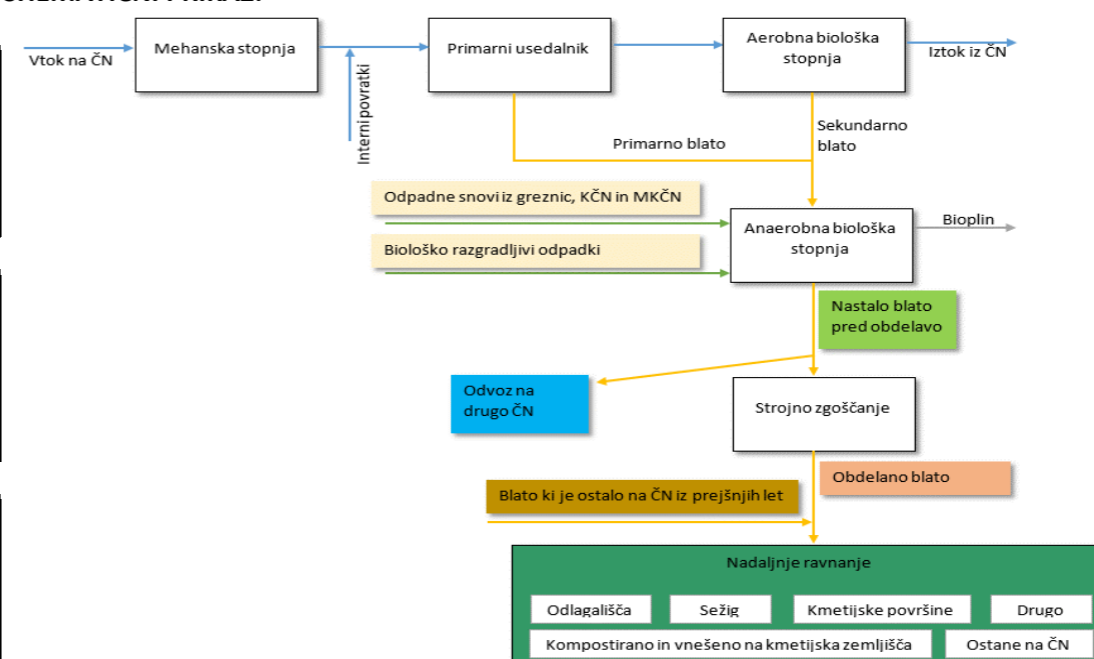 Vtok na ČN
Mehanska stopnja
Interni povratki
Primarni usedalnik
Aerobna biološka
stopnja
Iztok iz ČN
Primarno blato
Sekundarno
blato
Odpadne snovi iz greznic, KČN in MKČN
Biološko razgradljivi odpadki
Anaerobna biološka
stopnja
Bioplin
Nastalo blato
pred obdelavo
Odvoz na
drugo ČN
Strojno zgoščanje
Obdelano blato
Blato ki je ostalo na ČN iz prejšnjih let
Nadaljnje ravnanje
Odlagališča
Sežig
Kmetijske površine
Drugo
Kompostirano in vnešeno na kmetijska zemljišča
Ostane na ČN